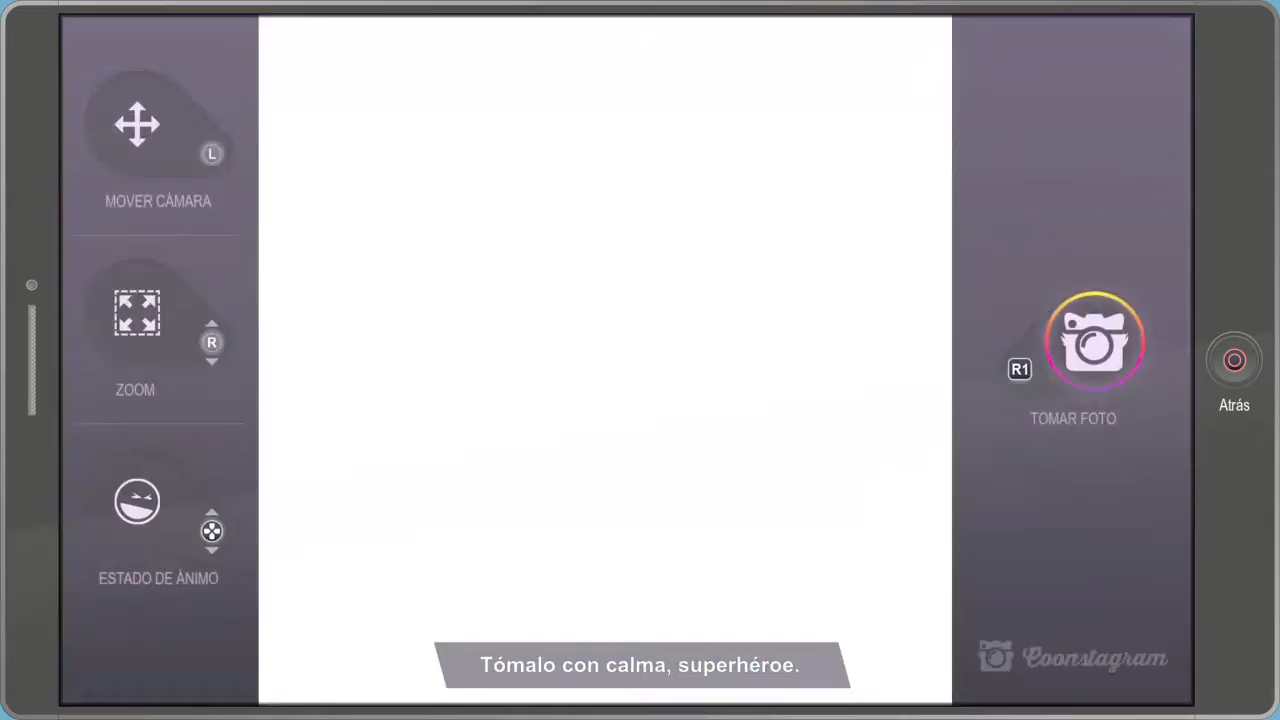 L
MOVER CÁMARA
R
ZOOM
ESTADO DE ÁNIMO
R1
TOMAR FOTO
Atrás
Tómalo con calma, superhéroe.
Coonstagram